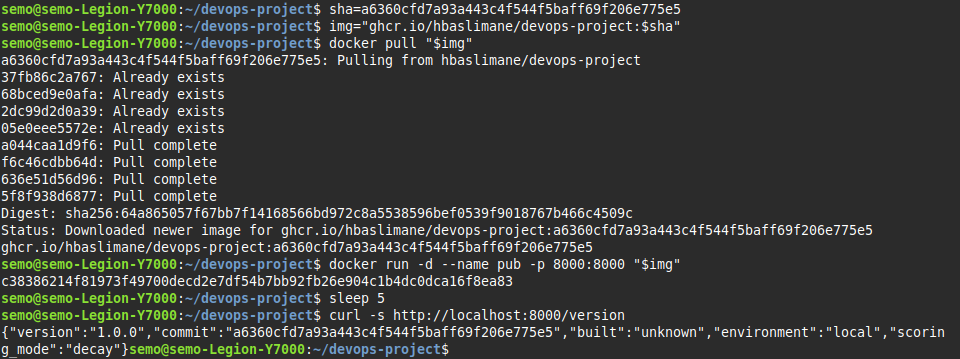 semo@semo-Legion-Y7000:~/devops-project$ sha=a6360cfd7a93a443c4f544f5baff69f206e775e5
semo@semo-Legion-Y7000:~/devops-project$ img="ghcr.io/hbaslimane/devops-project:$sha"
semo@semo-Legion-Y7000:~/devops-project$ docker pull "$img"
a6360cfd7a93a443c4f544f5baff69f206e775e5: Pulling from hbaslimane/devops-project
37fb86c2a767: Already exists
68bced9e0afa: Already exists
2dc99d2d0a39: Already exists
05e0eee5572e: Already exists
a044caa1d9f6: Pull complete
f6c46cdbb64d: Pull complete
636e51d56d96: Pull complete
5f8f938d6877: Pull complete
Digest: sha256:64a865057f67bb7f14168566bd972c8a5538596bef0539f9018767b466c4509c
Status: Downloaded newer image for ghcr.io/hbaslimane/devops-project:a6360cfd7a93a443c4f544f5baff69f206e775e5
ghcr.io/hbaslimane/devops-project:a6360cfd7a93a443c4f544f5baff69f206e775e5
semo@semo-Legion-Y7000:~/devops-project$ docker run -d --name pub -p 8000:8000 "$img"
c38386214f81973f49700decd2e7df54b7bb92fb26e904c1b4dc0dca16f8ea83
semo@semo-Legion-Y7000:~/devops-project$ sleep 5
semo@semo-Legion-Y7000:~/devops-project$ curl -s http://localhost:8000/version
{"version":"1.0.0","commit":"a6360cfd7a93a443c4f544f5baff69f206e775e5","built":"unknown","environment":"local","scorin
g_mode":"decay"}semo@semo-Legion-Y7000:~/devops-project$